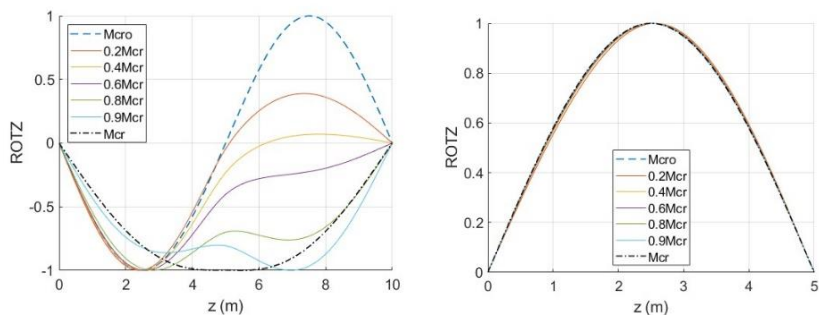 1
0.5
0
-0.5
-1
ROTZ
Mcro
0.2Mcr
0.4Mcr
0.6Mcr
0.8Mcr
0.9Mcr
Mcr
0 2 4 6 8 10
z (m)
1
0.8
0.6
0.4
0.2
0
ROTZ
Mcro
0.2Mcr
0.4Mcr
0.6Mcr
0.8Mcr
0.9Mcr
Mcr
0 1 2 3 4 5
z (m)